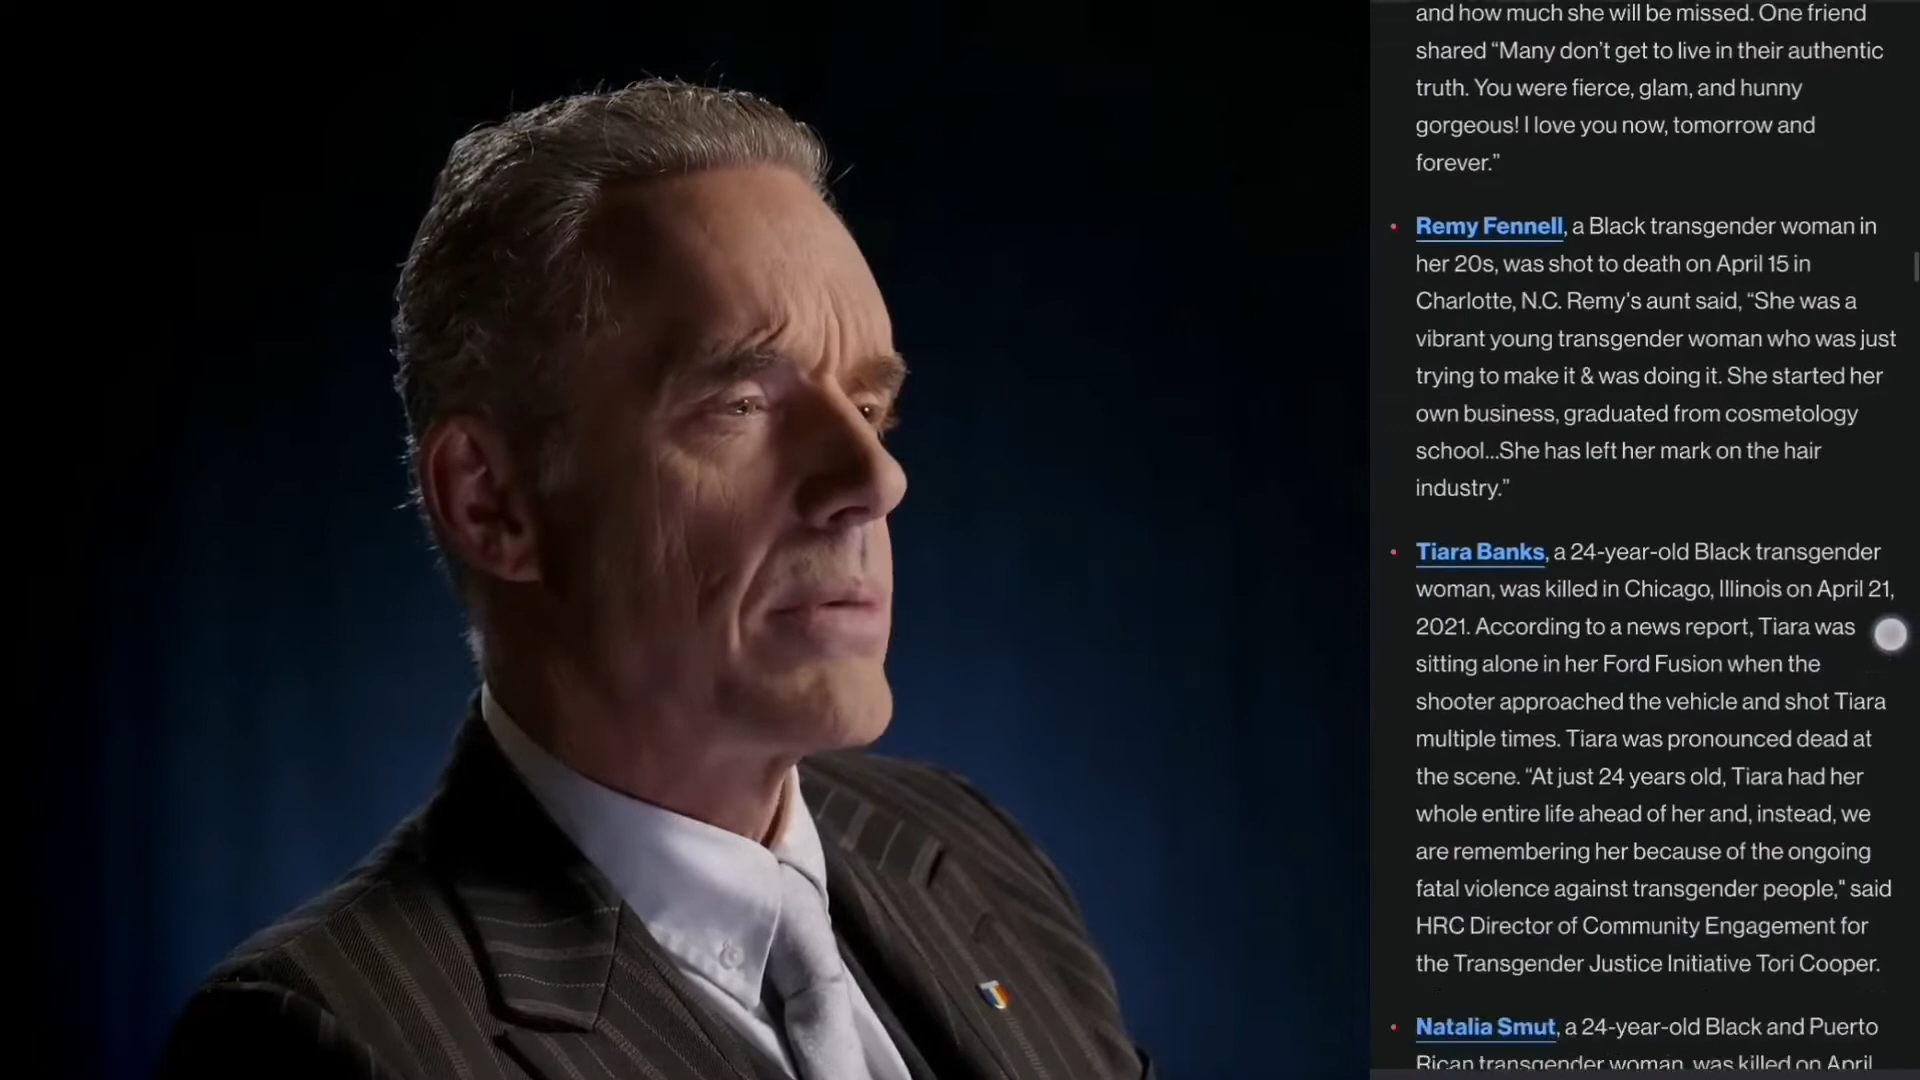 and how much she will be missed. One friend
shared “Many don’t get to live in their authentic
truth. You were fierce, glam, and hunny
gorgeous! I love you now, tomorrow and
forever.”
Remy Fennell, a Black transgender woman in
her 20s, was shot to death on April 15 in
Charlotte, N.C. Remy's aunt said, “She was a
vibrant young transgender woman who was just
trying to make it & was doing it. She started her
own business, graduated from cosmetology
school...She has left her mark on the hair
industry.”
Tiara Banks, a 24-year-old Black transgender
woman, was killed in Chicago, Illinois on April 21,
2021. According to a news report, Tiara was
sitting alone in her Ford Fusion when the
shooter approached the vehicle and shot Tiara
multiple times. Tiara was pronounced dead at
the scene. “At just 24 years old, Tiara had her
whole entire life ahead of her and, instead, we
are remembering her because of the ongoing
fatal violence against transgender people," said
HRC Director of Community Engagement for
the Transgender Justice Initiative Tori Cooper.
Natalia Smut, a 24-year-old Black and Puerto
Rican transgender woman, was killed on April